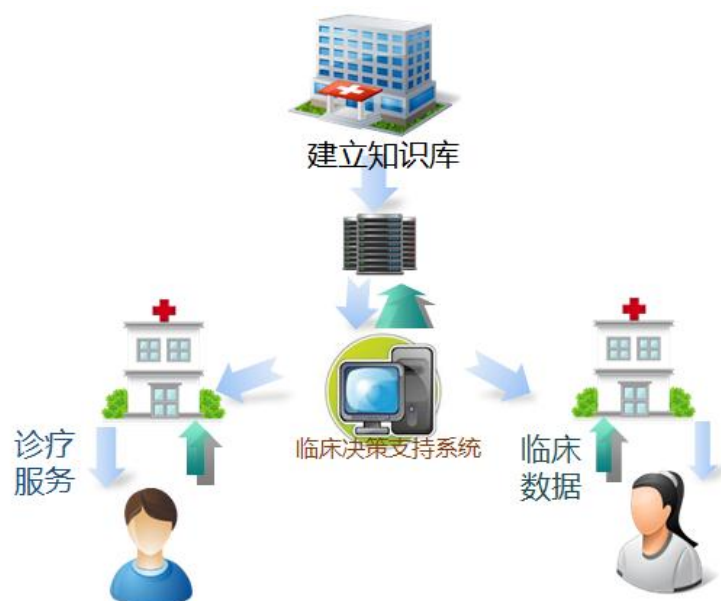 建立知识库
临床决策支持系统
诊疗
服务
临床
数据